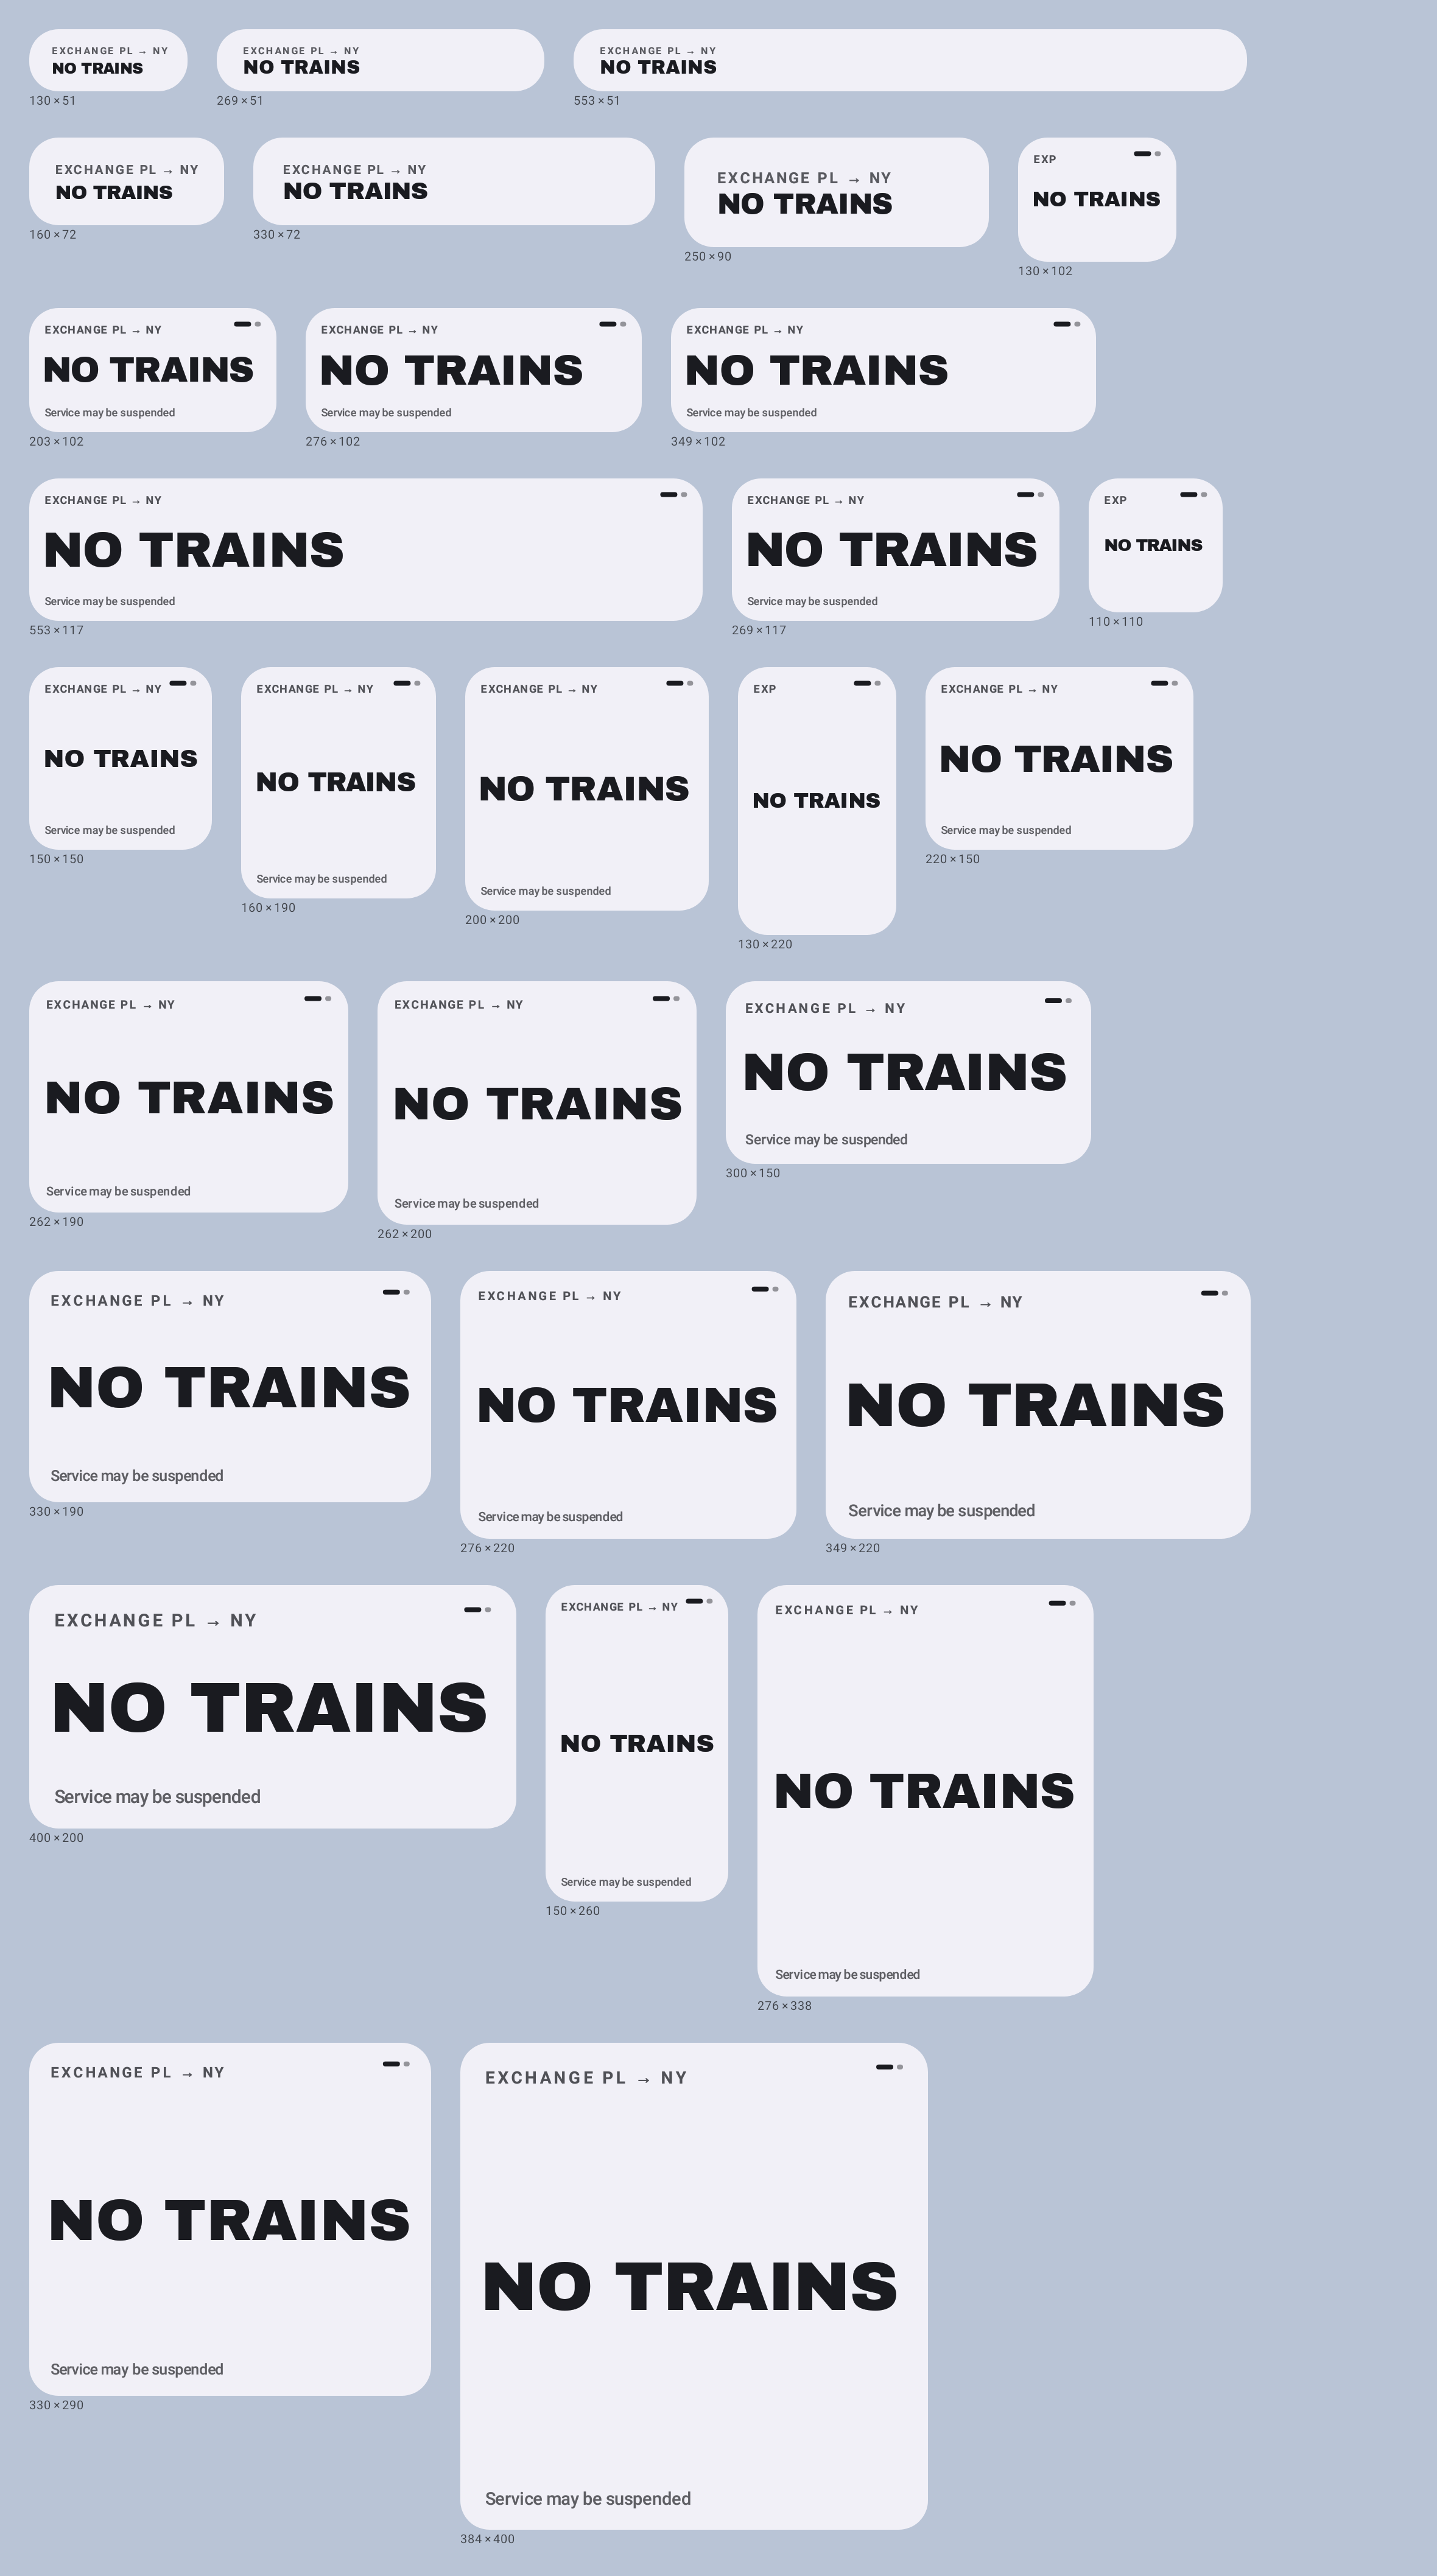 EXCHANGE PL → NY
NO TRAINS
130×51
EXCHANGE PL → NY
NO TRAINS
269×51
EXCHANGE PL → NY
NO TRAINS
553×51
EXCHANGE PL → NY
NO TRAINS
160×72
EXCHANGE PL → NY
NO TRAINS
330×72
EXCHANGE PL → NY
NO TRAINS
250×90
EXP
NO TRAINS
130×102
EXCHANGE PL → NY
NO TRAINS
Service may be suspended
203×102
EXCHANGE PL → NY
NO TRAINS
Service may be suspended
276×102
EXCHANGE PL → NY
NO TRAINS
Service may be suspended
349×102
EXCHANGE PL → NY
NO TRAINS
Service may be suspended
553×117
EXCHANGE PL → NY
NO TRAINS
Service may be suspended
269×117
EXP
NO TRAINS
110×110
EXCHANGE PL → NY
NO TRAINS
Service may be suspended
150×150
EXCHANGE PL → NY
NO TRAINS
Service may be suspended
160×190
EXCHANGE PL → NY
NO TRAINS
Service may be suspended
200×200
EXP
NO TRAINS
130×220
EXCHANGE PL → NY
NO TRAINS
Service may be suspended
220×150
EXCHANGE PL → NY
NO TRAINS
Service may be suspended
262×190
EXCHANGE PL → NY
NO TRAINS
Service may be suspended
262×200
EXCHANGE PL → NY
NO TRAINS
Service may be suspended
300×150
EXCHANGE PL → NY
NO TRAINS
Service may be suspended
330×190
EXCHANGE PL → NY
NO TRAINS
Service may be suspended
276×220
EXCHANGE PL → NY
NO TRAINS
Service may be suspended
349×220
EXCHANGE PL → NY
NO TRAINS
Service may be suspended
400×200
EXCHANGE PL → NY
NO TRAINS
Service may be suspended
150×260
EXCHANGE PL → NY
NO TRAINS
Service may be suspended
276×338
EXCHANGE PL → NY
NO TRAINS
Service may be suspended
330×290
EXCHANGE PL → NY
NO TRAINS
Service may be suspended
384×400